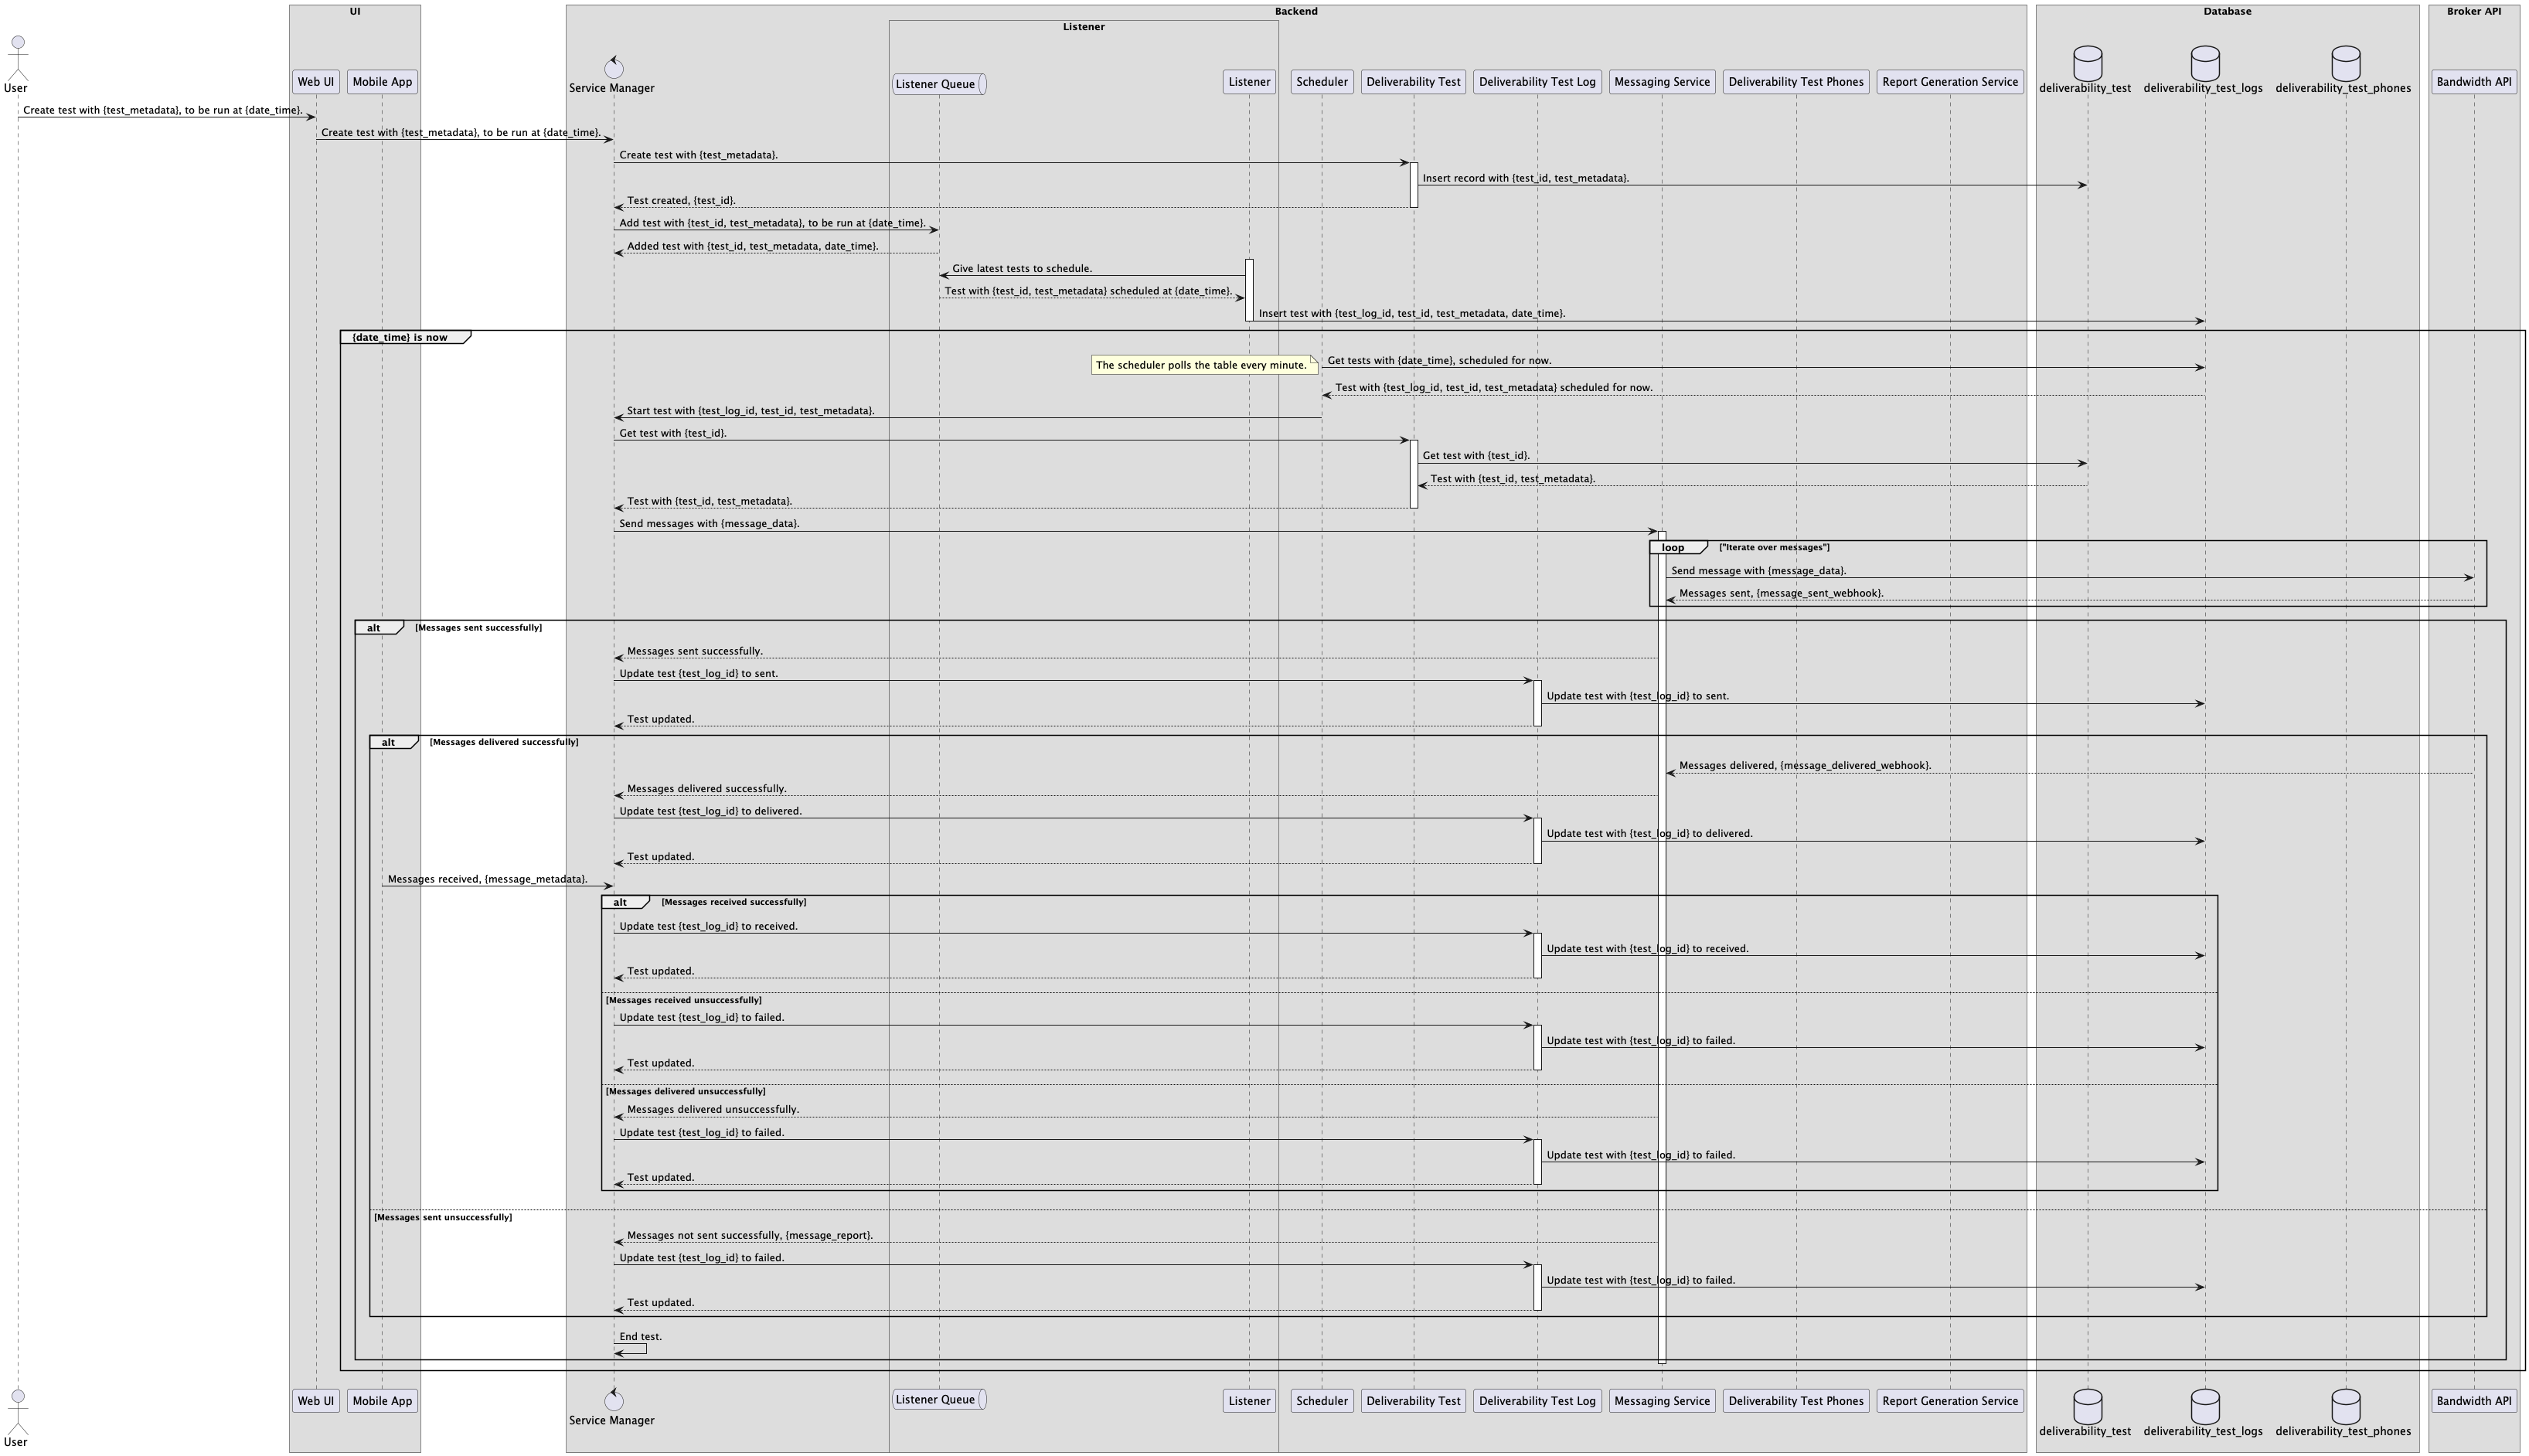 UI
Backend
Database
Broker API
Listener
User
Web UI
Mobile App
Service Manager
Listener Queue
Listener
Scheduler
Deliverability Test
Deliverability Test Log
Messaging Service
Deliverability Test Phones
Report Generation Service
deliverability_test
deliverability_test_logs
deliverability_test_phones
Bandwidth API
Create test with {test_metadata}, to be run at {date_time}.
Create test with {test_metadata}, to be run at {date_time}.
Create test with {test_metadata}.
Insert record with {test_id, test_metadata}.
Test created, {test_id}.
Add test with {test_id, test_metadata}, to be run at {date_time}.
Added test with {test_id, test_metadata, date_time}.
Give latest tests to schedule.
Test with {test_id, test_metadata} scheduled at {date_time}.
Insert test with {test_log_id, test_id, test_metadata, date_time}.
{date_time} is now
The scheduler polls the table every minute.
Get tests with {date_time}, scheduled for now.
Test with {test_log_id, test_id, test_metadata} scheduled for now.
Start test with {test_log_id, test_id, test_metadata}.
Get test with {test_id}.
Get test with {test_id}.
Test with {test_id, test_metadata}.
Test with {test_id, test_metadata}.
Send messages with {message_data}.
loop ["Iterate over messages"]
Send message with {message_data}.
Messages sent, {message_sent_webhook}.
alt [Messages sent successfully]
Messages sent successfully.
Update test {test_log_id} to sent.
Update test with {test_log_id} to sent.
Test updated.
alt [Messages delivered successfully]
Messages delivered, {message_delivered_webhook}.
Messages delivered successfully.
Update test {test_log_id} to delivered.
Update test with {test_log_id} to delivered.
Test updated.
Messages received, {message_metadata}.
alt [Messages received successfully]
Update test {test_log_id} to received.
Update test with {test_log_id} to received.
Test updated.
[Messages received unsuccessfully]
Update test {test_log_id} to failed.
Update test with {test_log_id} to failed.
Test updated.
[Messages delivered unsuccessfully]
Messages delivered unsuccessfully.
Update test {test_log_id} to failed.
Update test with {test_log_id} to failed.
Test updated.
[Messages sent unsuccessfully]
Messages not sent successfully, {message_report}.
Update test {test_log_id} to failed.
Update test with {test_log_id} to failed.
Test updated.
End test.
User
Web UI
Mobile App
Service Manager
Listener Queue
Listener
Scheduler
Deliverability Test
Deliverability Test Log
Messaging Service
Deliverability Test Phones
Report Generation Service
deliverability_test
deliverability_test_logs
deliverability_test_phones
Bandwidth API